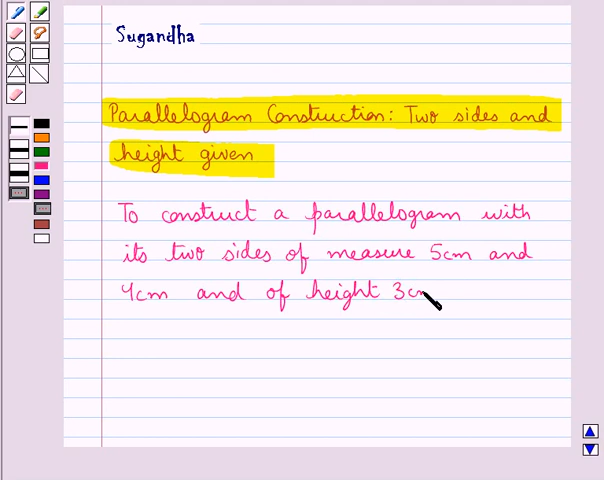 Sugandha
Parallelogram Construction: Two sides and
height given
To construct a parallelogram with
its two sides of measure 5cm and
4cm and of height 3cm